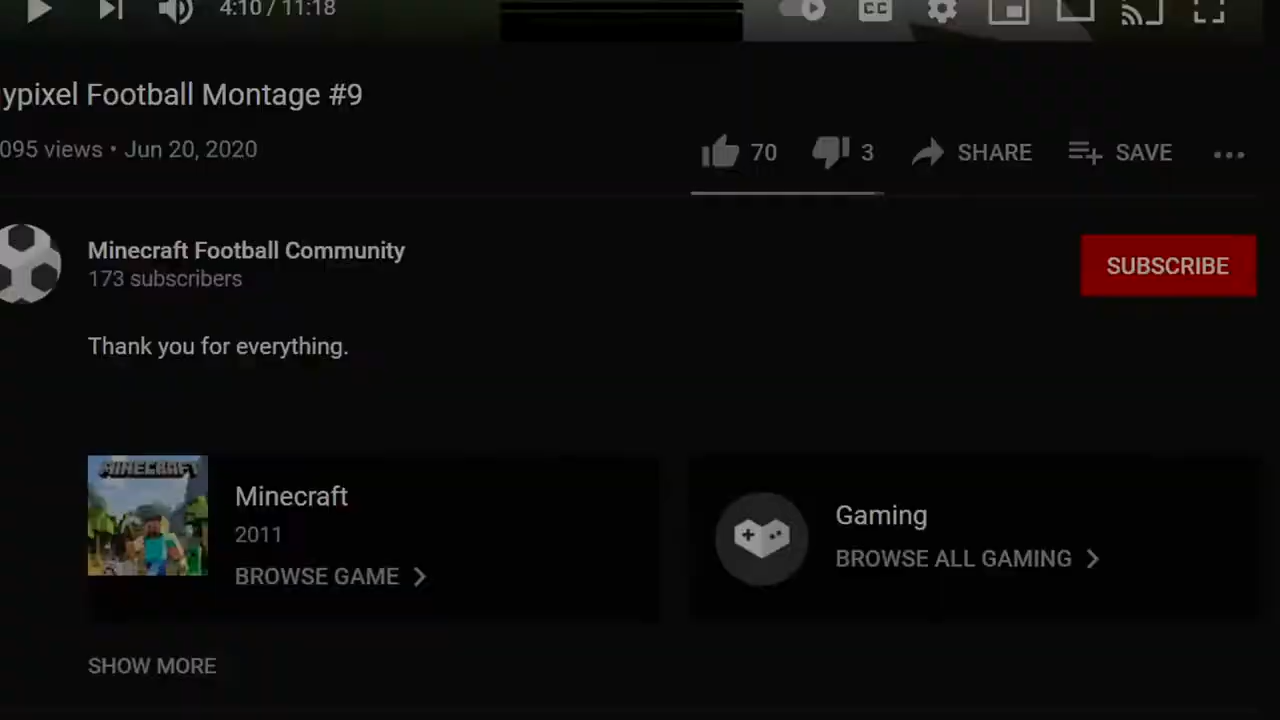 4:10 / 11:18
CC
ypixel Football Montage #9
095 views • Jun 20, 2020
70
3
SHARE
SAVE
Minecraft Football Community
173 subscribers
SUBSCRIBE
Thank you for everything.
MINECRAFT
Minecraft
2011
BROWSE GAME
Gaming
BROWSE ALL GAMING
SHOW MORE